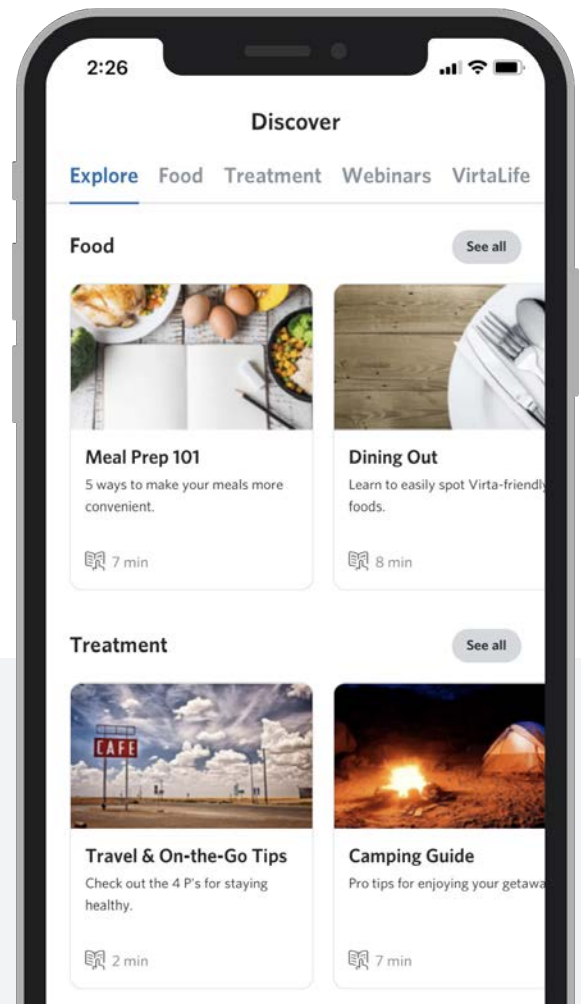 2:26
Discover
Explore Food Treatment Webinars VirtaLife
Food See all
Meal Prep 101
5 ways to make your meals more
convenient.
7 min
Dining Out
Learn to easily spot Virta-friendly
foods.
8 min
Treatment See all
CAFE
Travel & On-the-Go Tips
Check out the 4 P's for staying
healthy.
2 min
Camping Guide
Pro tips for enjoying your
7 min